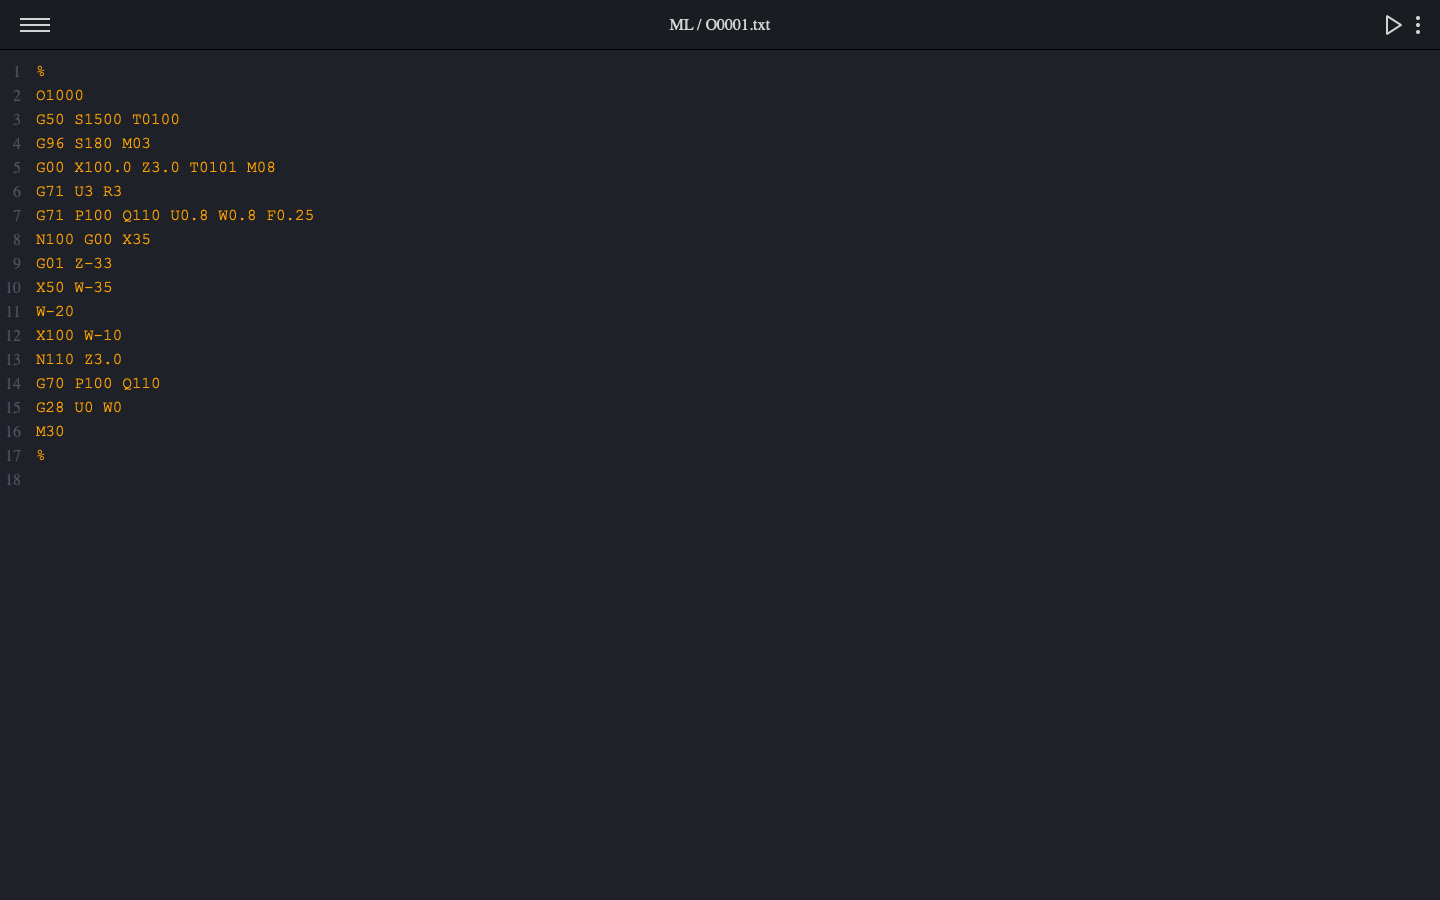 ML / O0001.txt
1 %
2 O1000
3 G50 S1500 T0100
4 G96 S180 M03
5 G00 X100.0 Z3.0 T0101 M08
6 G71 U3 R3
7 G71 P100 Q110 U0.8 W0.8 F0.25
8 N100 G00 X35
9 G01 Z-33
10 X50 W-35
11 W-20
12 X100 W-10
13 N110 Z3.0
14 G70 P100 Q110
15 G28 U0 W0
16 M30
17 %
18